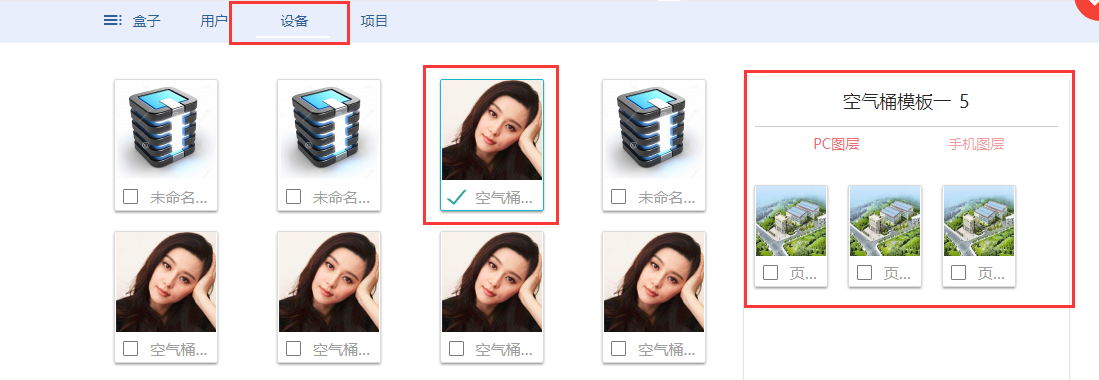 盒子 用户 设备 项目
空气桶模板一 5
PC图层 手机图层
未命名... 未命名... 空气桶... 未命名...
页... 页... 页...
空气桶... 空气桶... 空气桶... 空气桶...